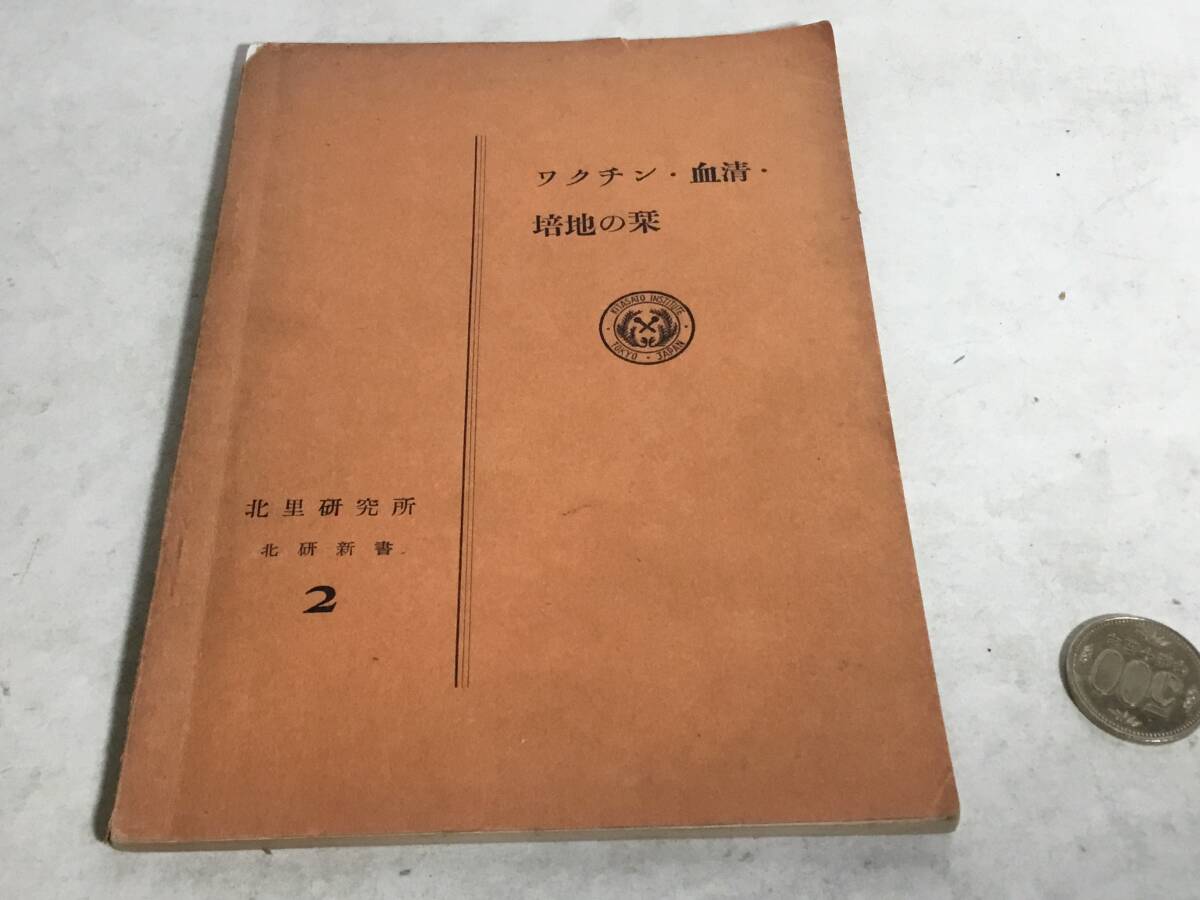 ワクチン・血清・
培地の栞
KITASATO INSTITUTE
TOKYO • JAPAN
北里研究所
北研新書
2
500